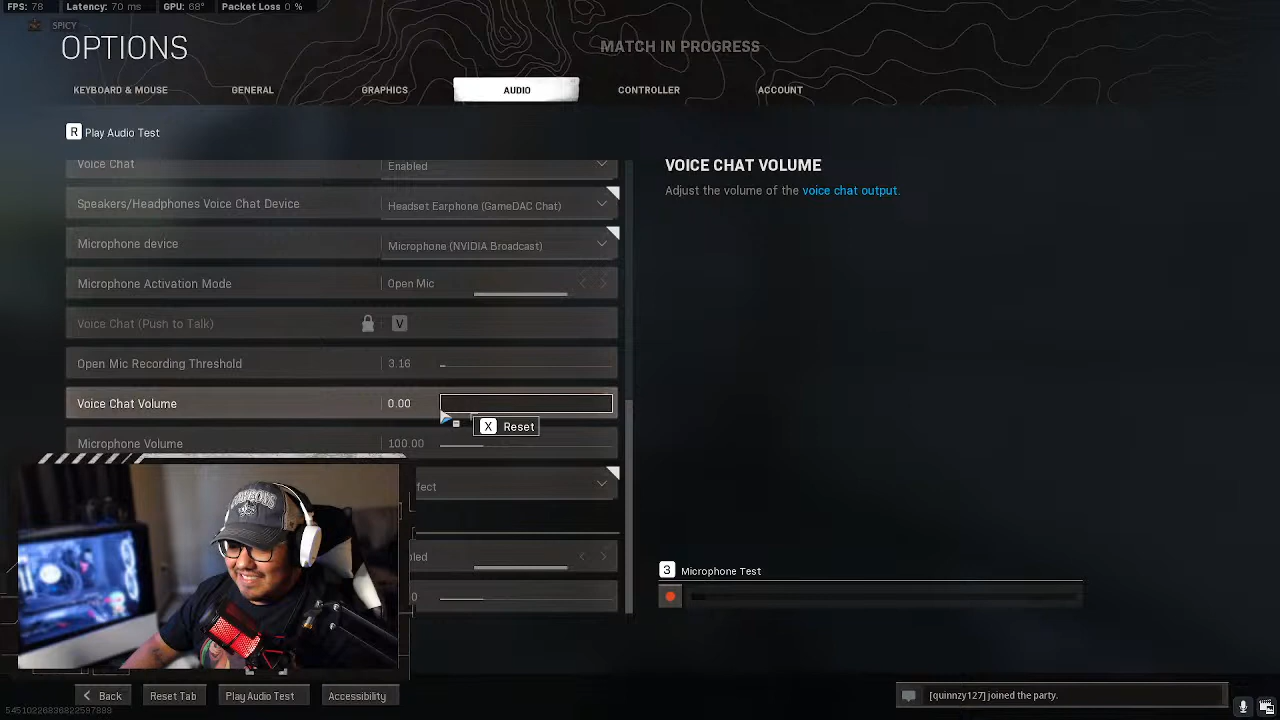 FPS: 78 Latency: 70 ms GPU: 68° Packet Loss 0 %
SPICY
OPTIONS
MATCH IN PROGRESS
KEYBOARD & MOUSE GENERAL GRAPHICS AUDIO CONTROLLER ACCOUNT
R Play Audio Test
Voice Chat Enabled
Speakers/Headphones Voice Chat Device Headset Earphone (GameDAC Chat)
Microphone device Microphone (NVIDIA Broadcast)
Microphone Activation Mode Open Mic
Voice Chat (Push to Talk) V
Open Mic Recording Threshold 3.16
Voice Chat Volume 0.00
X Reset
Microphone Volume 100.00
fect
led
0
VOICE CHAT VOLUME
Adjust the volume of the voice chat output.
3 Microphone Test
Back Reset Tab Play Audio Test Accessibility
[quinnzy127] joined the party.